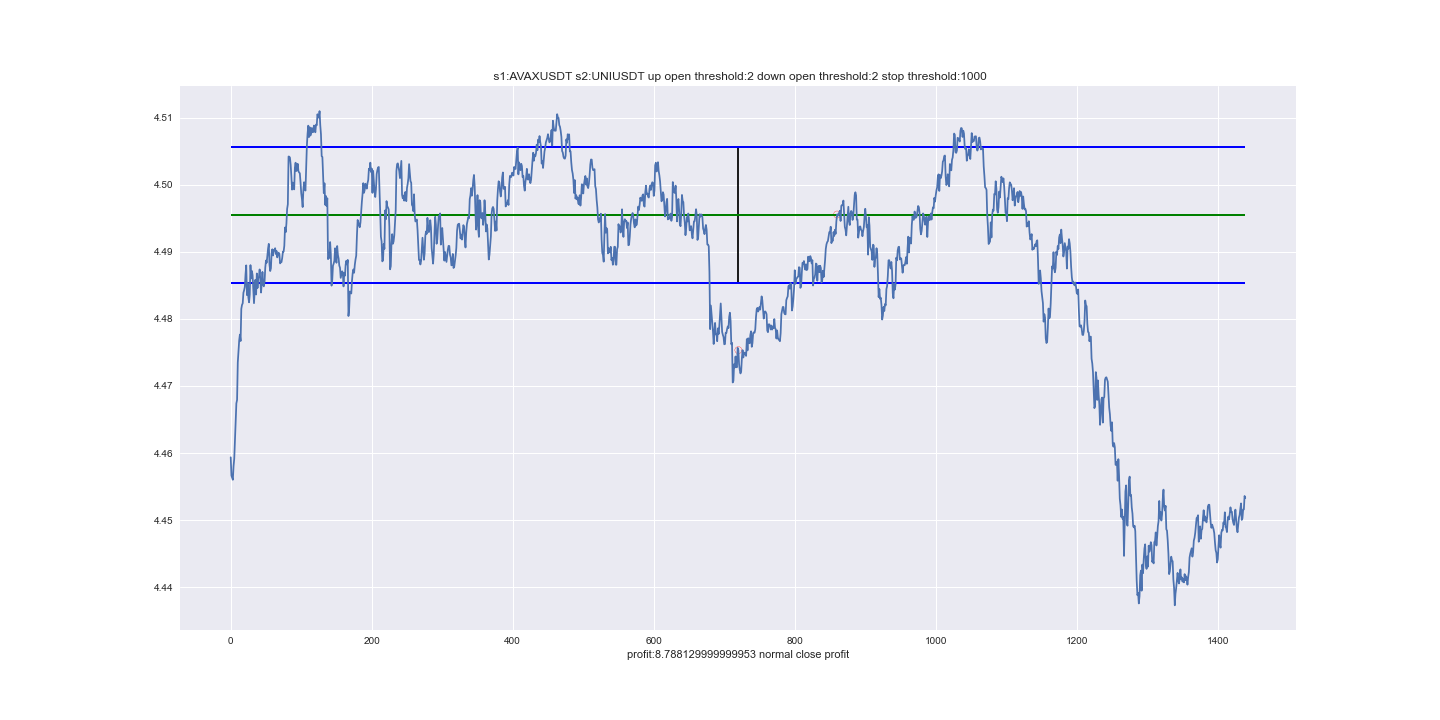 s1:AVAXUSDT s2:UNIUSDT up open threshold:2 down open threshold:2 stop threshold:1000
4.51
4.50
4.49
4.48
4.47
4.46
4.45
4.44
0 200 400 600 800 1000 1200 1400
profit:8.788129999999953 normal close profit